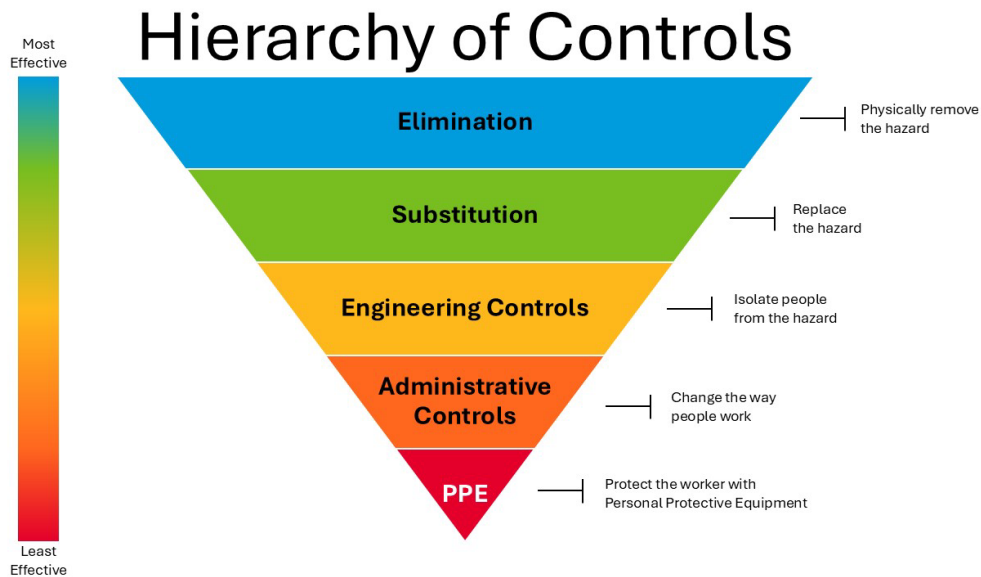 Hierarchy of Controls
Most
Effective
Elimination
Physically remove
the hazard
Substitution
Replace
the hazard
Engineering Controls
Isolate people
from the hazard
Administrative
Controls
Change the way
people work
PPE
Protect the worker with
Personal Protective Equipment
Least
Effective